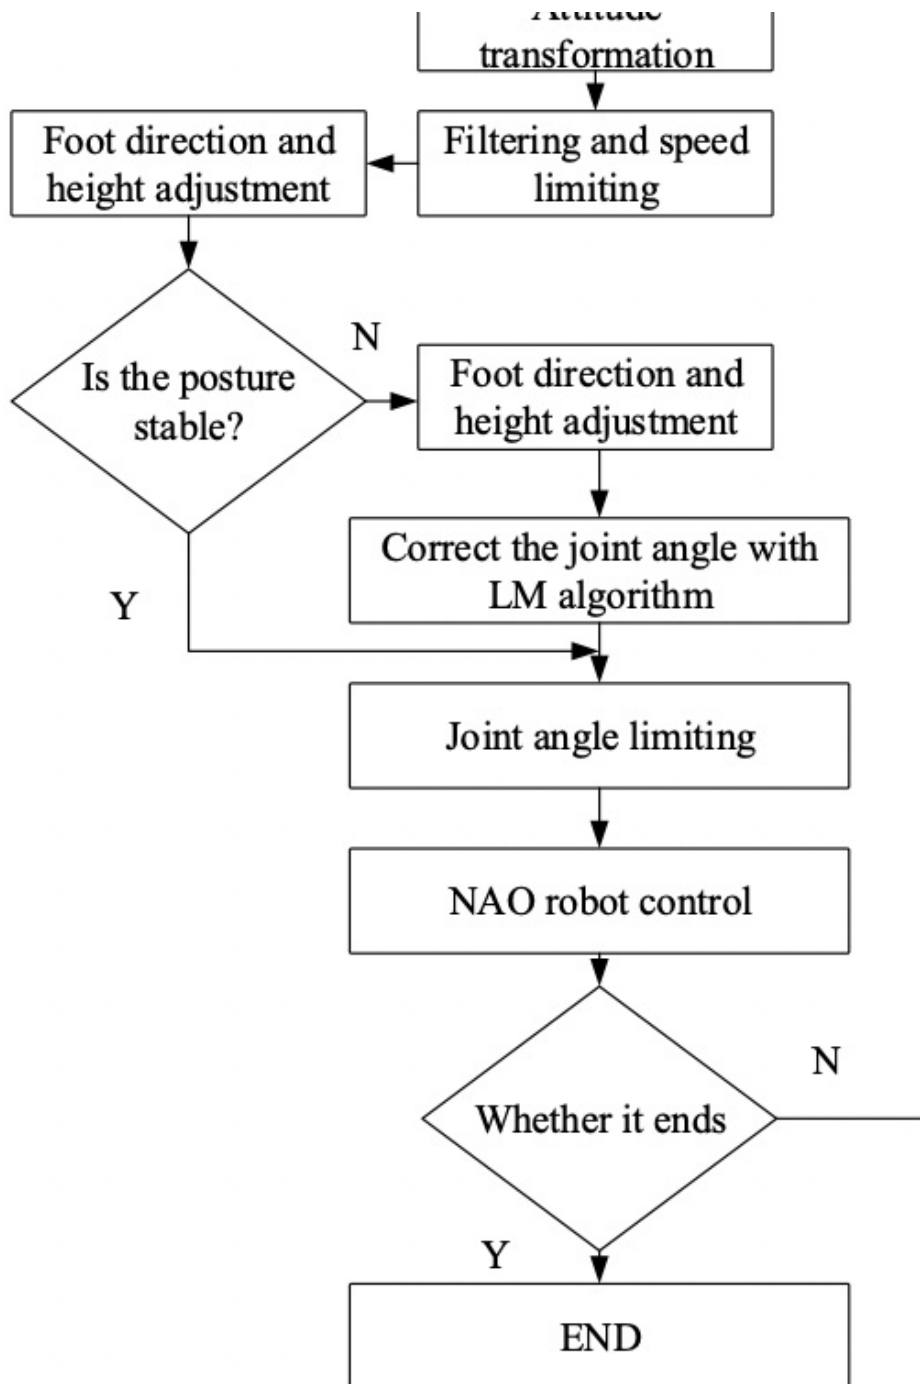 Attitude
transformation
Filtering and speed
limiting
Foot direction and
height adjustment
Is the posture
stable?
N
Foot direction and
height adjustment
Correct the joint angle with
LM algorithm
Y
Joint angle limiting
NAO robot control
Whether it ends
N
Y
END